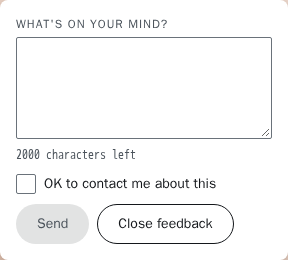 WHAT'S ON YOUR MIND?
2000 characters left
OK to contact me about this
Send
Close feedback